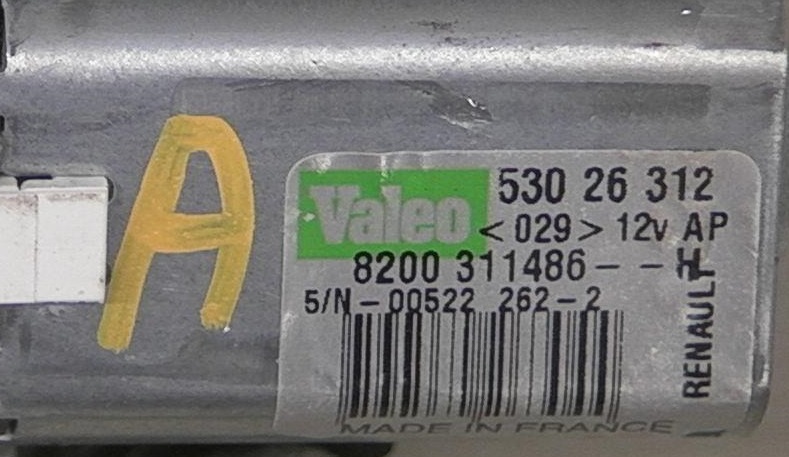 A
Valeo 530 26 312
<029> 12v AP
8200 311486 - - H
S/N - 00522 262-2
RENAULT
MADE IN FRANCE